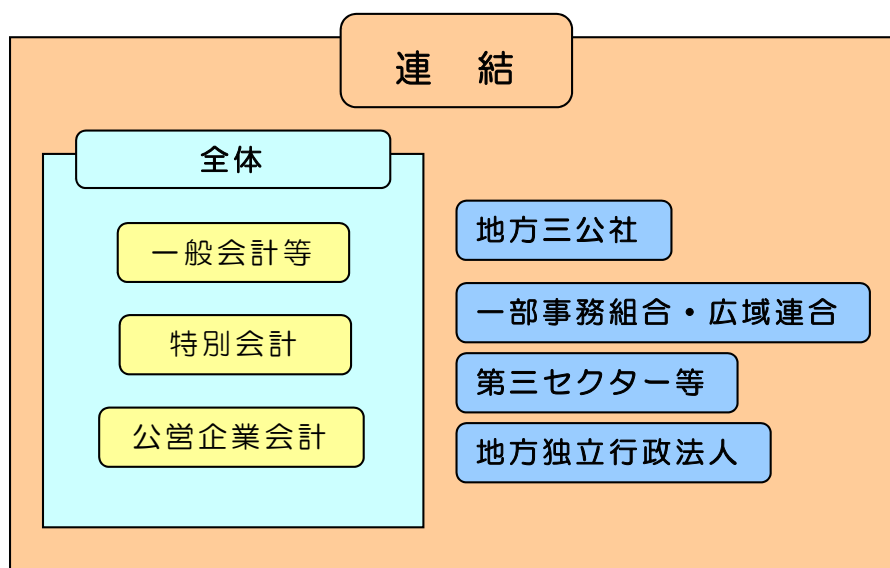 連　結
全体
一般会計等
特別会計
公営企業会計
地方三公社
一部事務組合・広域連合
第三セクター等
地方独立行政法人